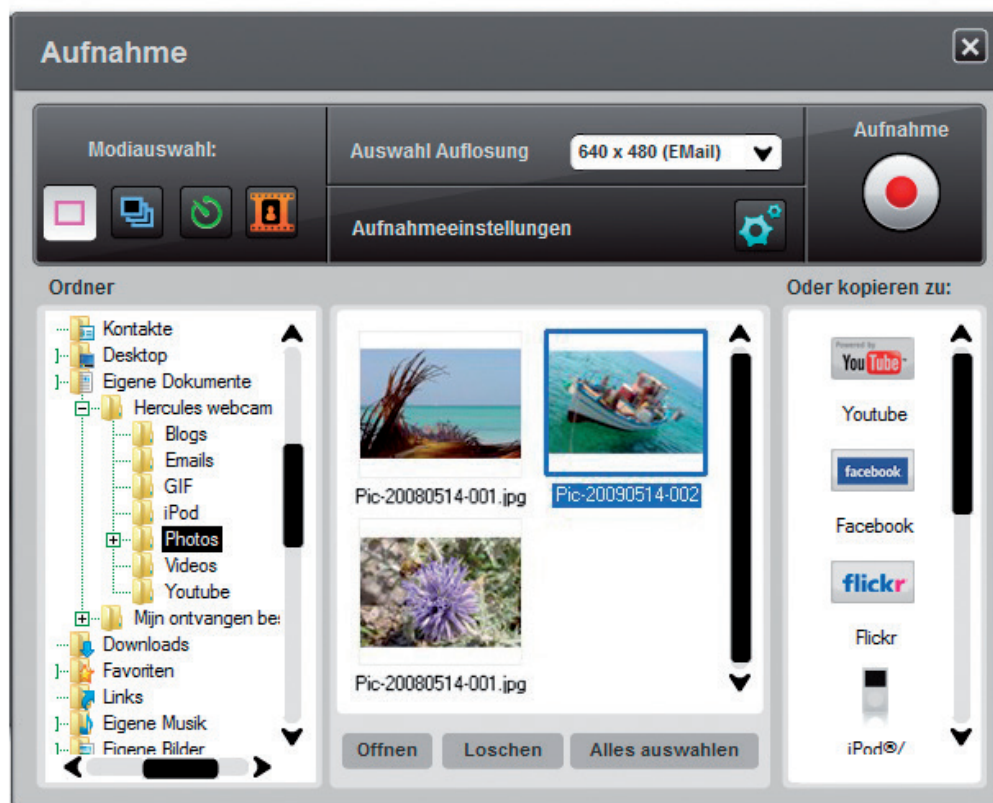 Aufnahme
Modiauswahl:
Auswahl Auflosung
640 x 480 (EMail)
Aufnahme
Aufnahmeeinstellungen
Ordner
Kontakte
Desktop
Eigene Dokumente
Hercules webcam
Blogs
Emails
GIF
iPod
Photos
Videos
Youtube
Mijn ontvangen be
Downloads
Favoriten
Links
Eigene Musik
Eigene Bilder
Pic-20080514-001.jpg
Pic-20090514-002
Pic-20080514-001.jpg
Offnen
Loschen
Alles auswahlen
Oder kopieren zu:
Powered by
YouTube
Youtube
facebook
Facebook
flickr
Flickr
iPod®/